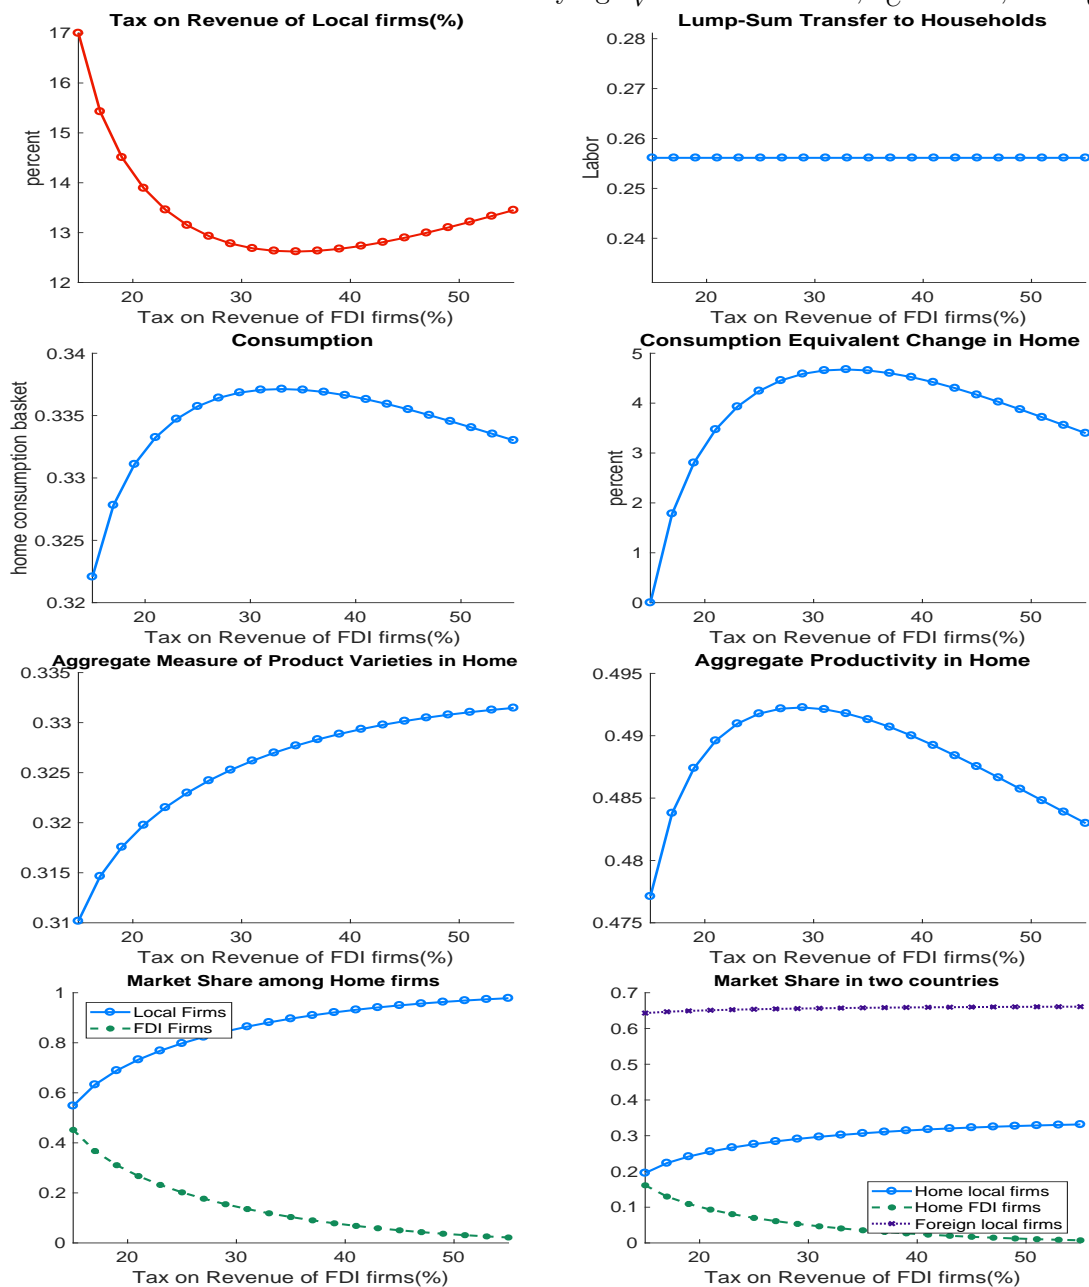 Tax on Revenue of Local firms(%)
17
16
15
14
13
12
percent
20 30 40 50
Tax on Revenue of FDI firms(%)
Lump-Sum Transfer to Households
0.28
0.27
0.26
0.25
0.24
Labor
20 30 40 50
Tax on Revenue of FDI firms(%)
Consumption
0.34
0.335
0.33
0.325
0.32
home consumption basket
20 30 40 50
Tax on Revenue of FDI firms(%)
Consumption Equivalent Change in Home
5
4
3
2
1
0
percent
20 30 40 50
Tax on Revenue of FDI firms(%)
Aggregate Measure of Product Varieties in Home
0.335
0.33
0.325
0.32
0.315
0.31
20 30 40 50
Tax on Revenue of FDI firms(%)
Aggregate Productivity in Home
0.495
0.49
0.485
0.48
0.475
20 30 40 50
Tax on Revenue of FDI firms(%)
Market Share among Home firms
1
0.8
0.6
0.4
0.2
0
Local Firms
FDI Firms
20 30 40 50
Tax on Revenue of FDI firms(%)
Market Share in two countries
0.7
0.6
0.5
0.4
0.3
0.2
0.1
0
Home local firms
Home FDI firms
Foreign local firms
20 30 40 50
Tax on Revenue of FDI firms(%)